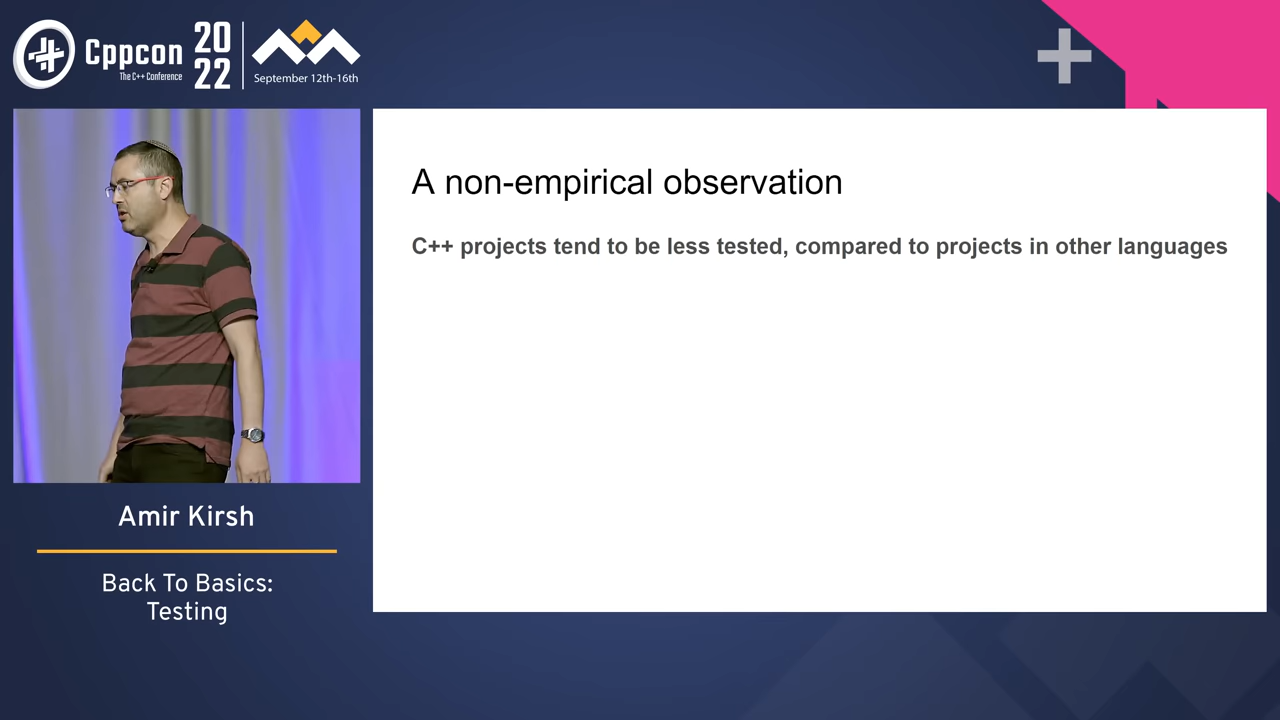 Cppcon
The C++ Conference
20
22
September 12th-16th
A non-empirical observation
C++ projects tend to be less tested, compared to projects in other languages
Amir Kirsh
Back To Basics:
Testing